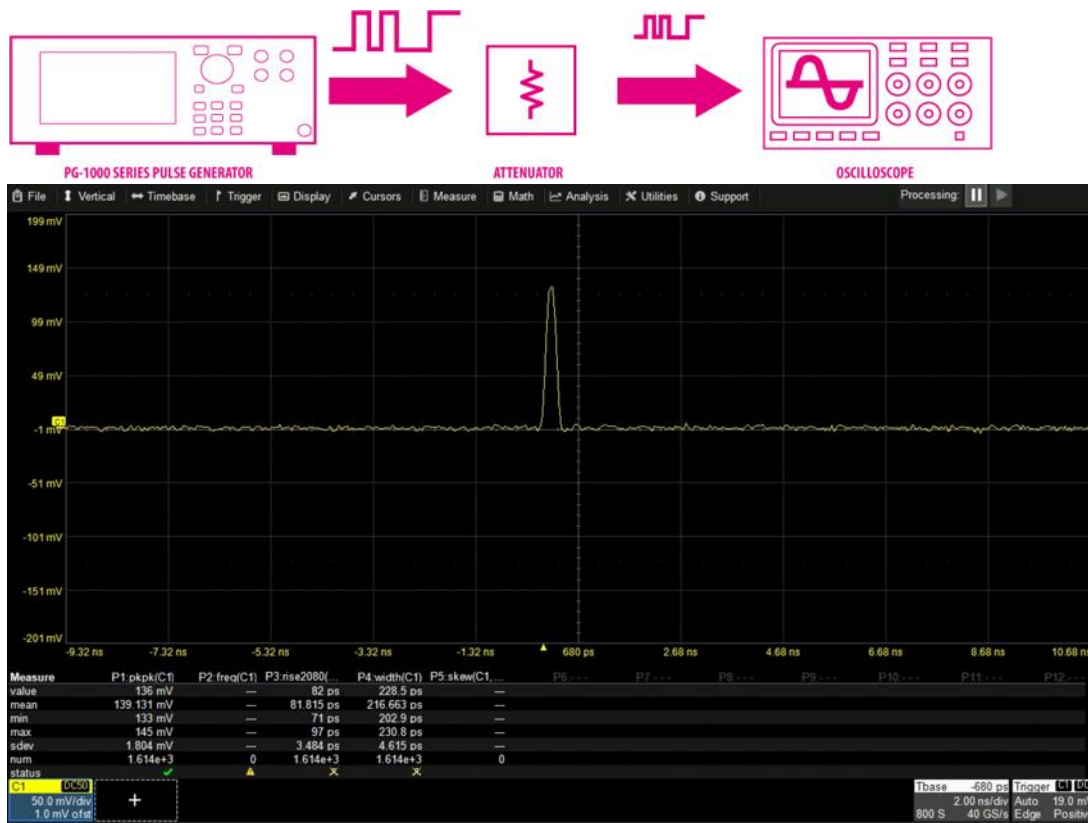 PG-1000 SERIES PULSE GENERATOR ATTENUATOR OSCILLOSCOPE
File Vertical Timebase Trigger Display Cursors Measure Math Analysis Utilities Support Processing:
199 mV
149 mV
99 mV
49 mV
C1
-1 mV
-51 mV
-101 mV
-151 mV
-201 mV
-9.32 ns -7.32 ns -5.32 ns -3.32 ns -1.32 ns 680 ps 2.68 ns 4.68 ns 6.68 ns 8.68 ns 10.68 ns
Measure P1:pkpk(C1) P2:freq(C1) P3:rise2080(... P4:width(C1) P5:skew(C1,... P6:- - - P7:- - - P8:- - - P9:- - - P10:- - - P11:- - - P12:- - -
value 136 mV --- 82 ps 228.5 ps ---
mean 139.131 mV --- 81.815 ps 216.663 ps ---
min 133 mV --- 71 ps 202.9 ps ---
max 145 mV --- 97 ps 230.8 ps ---
sdev 1.804 mV --- 3.484 ps 4.615 ps ---
num 1.614e+3 0 1.614e+3 1.614e+3 0
status
C1 DC50 Tbase -680 ps Trigger C1 DC
50.0 mV/div + 2.00 ns/div Auto 19.0 m
1.0 mV ofst 800 S 40 GS/s Edge Positiv